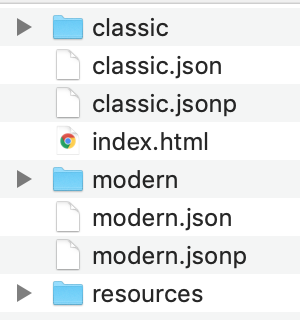 classic
classic.json
classic.jsonp
index.html
modern
modern.json
modern.jsonp
resources